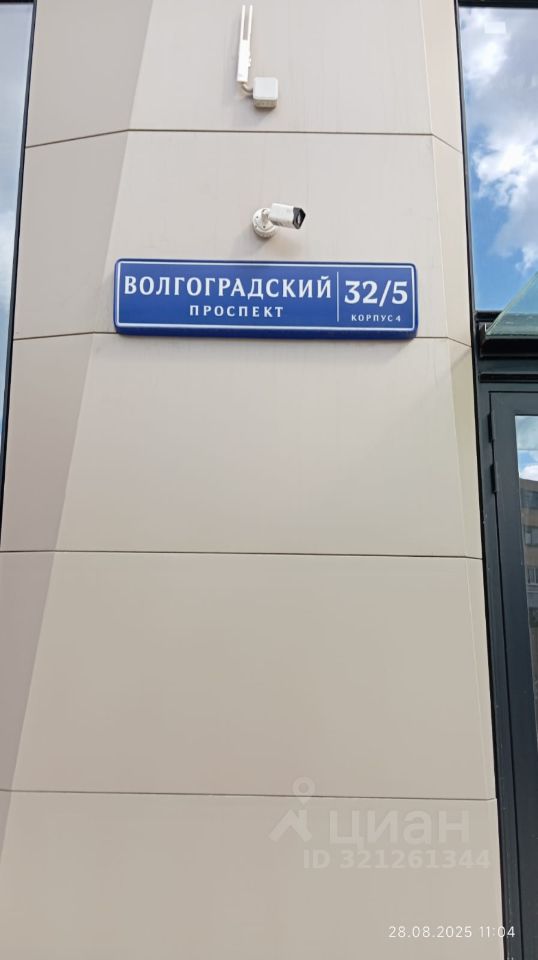 ВОЛГОГРАДСКИЙ 32/5
ПРОСПЕКТ КОРПУС 4
циан
ID 321261344
28.08.2025 11:04